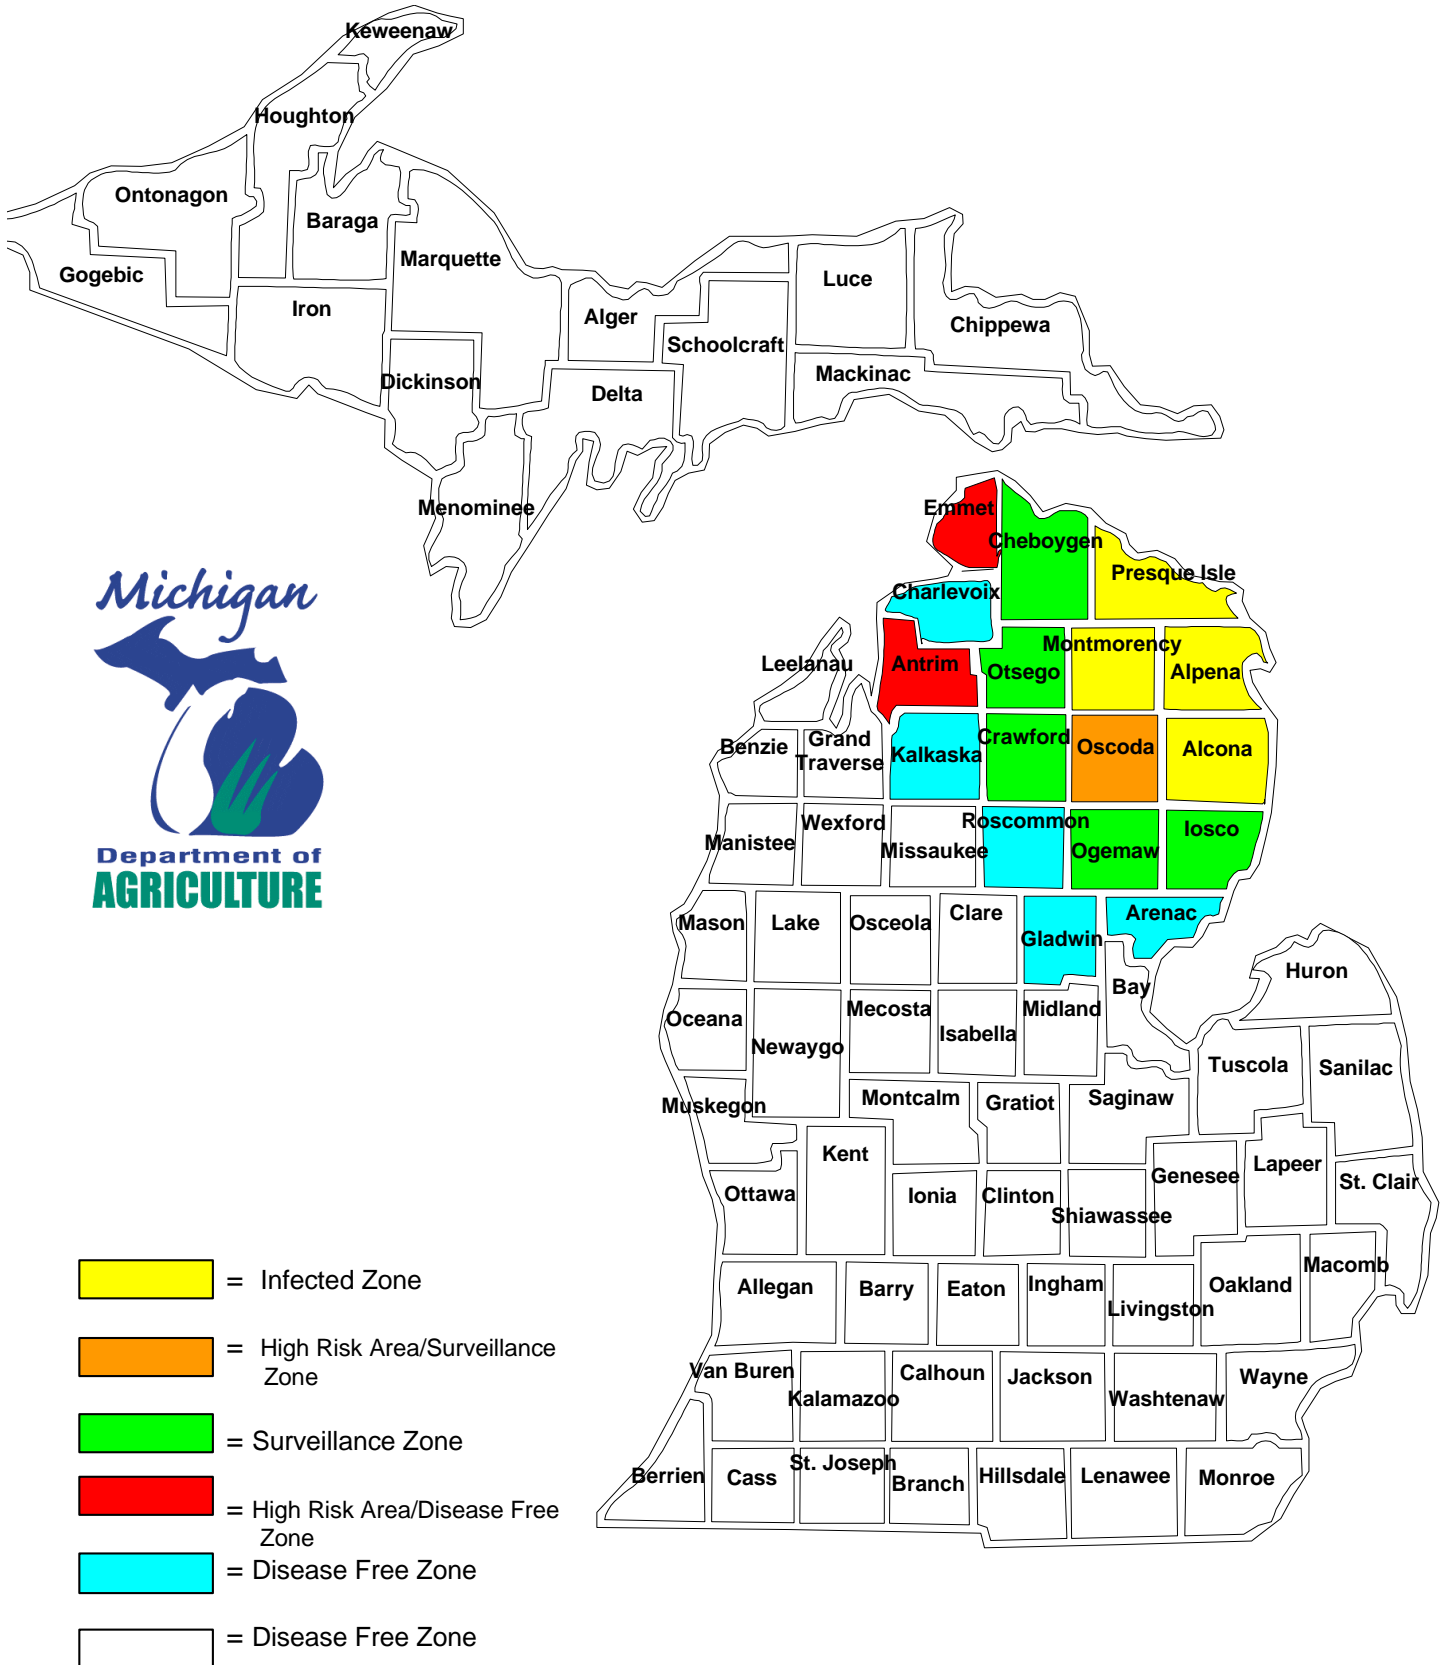 Keweenaw
Houghton
Ontonagon
Baraga
Marquette
Gogebic
Iron
Luce
Alger
Chippewa
Schoolcraft
Dickinson
Mackinac
Delta
Menominee
Emmet
Cheboygen
Presque Isle
Charlevoix
Montmorency
Leelanau
Antrim
Otsego
Alpena
Benzie
Grand
Traverse
Kalkaska
Crawford
Oscoda
Alcona
Manistee
Wexford
Missaukee
Roscommon
Ogemaw
Iosco
Mason
Lake
Osceola
Clare
Gladwin
Arenac
Huron
Bay
Oceana
Newaygo
Mecosta
Isabella
Midland
Tuscola
Sanilac
Muskegon
Montcalm
Gratiot
Saginaw
Kent
Lapeer
Genesee
St. Clair
Ottawa
Ionia
Clinton
Shiawassee
Macomb
Allegan
Barry
Eaton
Ingham
Livingston
Oakland
Van Buren
Kalamazoo
Calhoun
Jackson
Washtenaw
Wayne
Berrien
Cass
St. Joseph
Branch
Hillsdale
Lenawee
Monroe
Michigan
Department of
AGRICULTURE
= Infected Zone
= High Risk Area/Surveillance
Zone
= Surveillance Zone
= High Risk Area/Disease Free
Zone
= Disease Free Zone
= Disease Free Zone